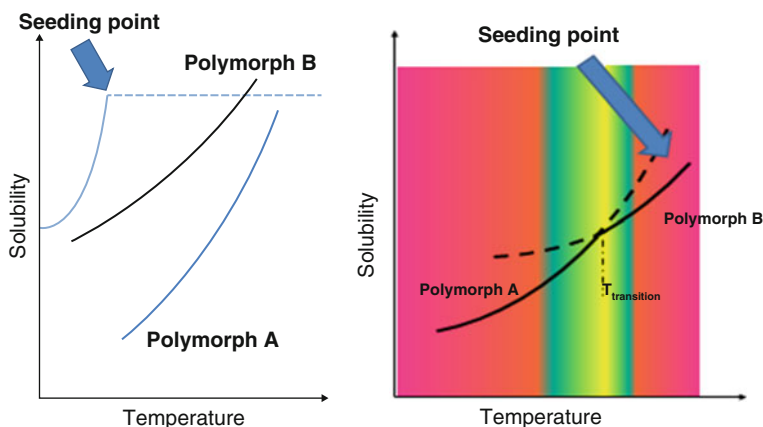 Seeding point
Polymorph B
Polymorph A
Solubility
Temperature
Seeding point
Polymorph B
Polymorph A
Ttransition
Solubility
Temperature